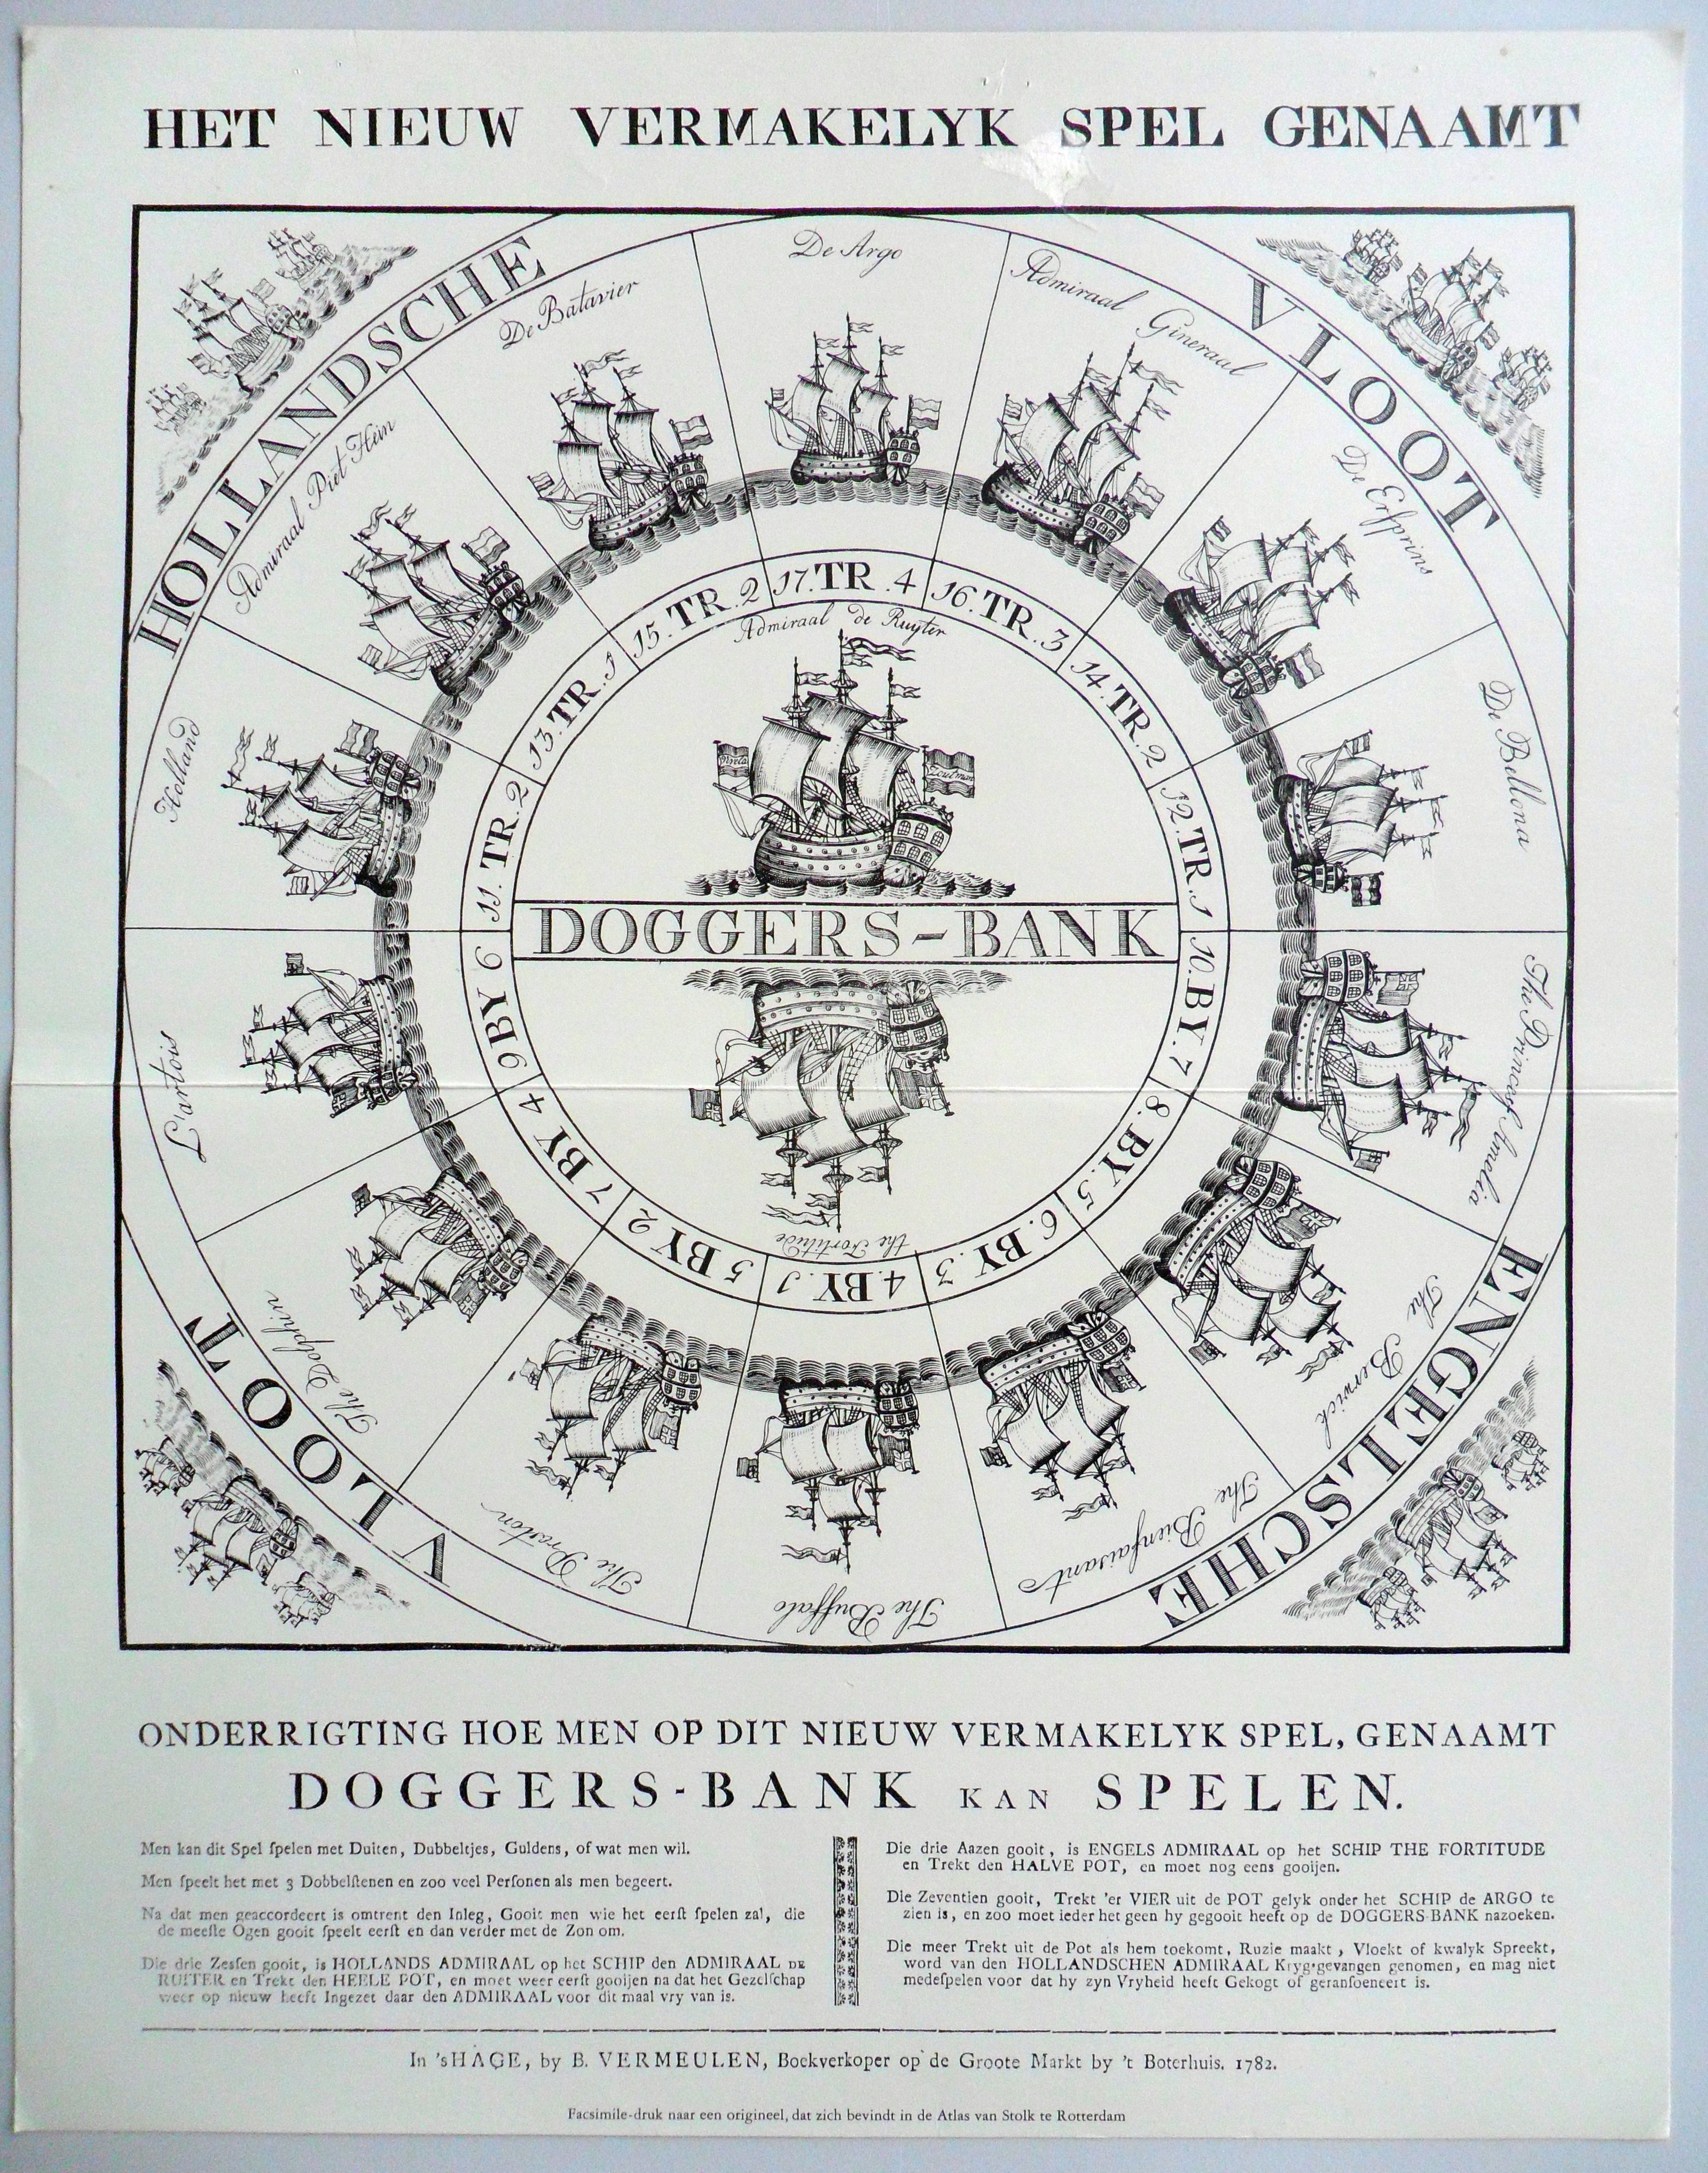 HET NIEUW VERMAKELYK SPEL GENAAMT
HOLLANDSCHE
VLOOT
Holland
Admiraal Piet Hein
De Batavier
De Argo
Admiraal Gineraal
De Erfprins
De Bellona
11. TR. 2
13. TR. 1
15. TR. 2
17. TR. 4
16. TR. 3
14. TR. 2
12. TR. 1
Admiraal de Ruyter
Zoutman
DOGGERS-BANK
the Fortitude
10. BY. 7
8. BY. 5
6. BY. 3
4. BY. 1
5 BY 2
7 BY 4
9 BY 6
The Princess Amelia
The Berwick
The Bienfaisant
The Buffalo
The Preston
The Dolphin
L'artois
ENGELSCHE
VLOOT
ONDERRIGTING HOE MEN OP DIT NIEUW VERMAKELYK SPEL, GENAAMT
DOGGERS-BANK KAN SPELEN.
Men kan dit Spel ſpelen met Duiten, Dubbeltjes, Guldens, of wat men wil.
Men ſpeelt het met 3 Dobbelſtenen en zoo veel Perſonen als men begeert.
Na dat men geaccordeert is omtrent den Inleg, Gooit men wie het eerſt ſpelen zal, die
de meeſte Ogen gooit ſpeelt eerſt en dan verder met de Zon om.
Die drie Zesſen gooit, is HOLLANDS ADMIRAAL op het SCHIP den ADMIRAAL DE
RUITER en Trekt den HEELE POT, en moet weer eerſt gooijen na dat het Gezelſchap
weer op nieuw heeft Ingezet daar den ADMIRAAL voor dit maal vry van is.
Die drie Aazen gooit, is ENGELS ADMIRAAL op het SCHIP THE FORTITUDE
en Trekt den HALVE POT, en moet nog eens gooijen.
Die Zeventien gooit, Trekt 'er VIER uit de POT gelyk onder het SCHIP de ARGO te
zien is, en zoo moet ieder het geen hy gegooit heeft op de DOGGERS-BANK nazoeken.
Die meer Trekt uit de Pot als hem toekomt, Ruzie maakt, Vloekt of kwalyk Spreekt,
word van den HOLLANDSCHEN ADMIRAAL Krygsgevangen genomen, en mag niet
medeſpelen voor dat hy zyn Vryheid heeft Gekogt of geranſoeneert is.
In 'sHAGE, by B. VERMEULEN, Boekverkoper op de Groote Markt by 't Boterhuis. 1782.
Facsimile-druk naar een origineel, dat zich bevindt in de Atlas van Stolk te Rotterdam